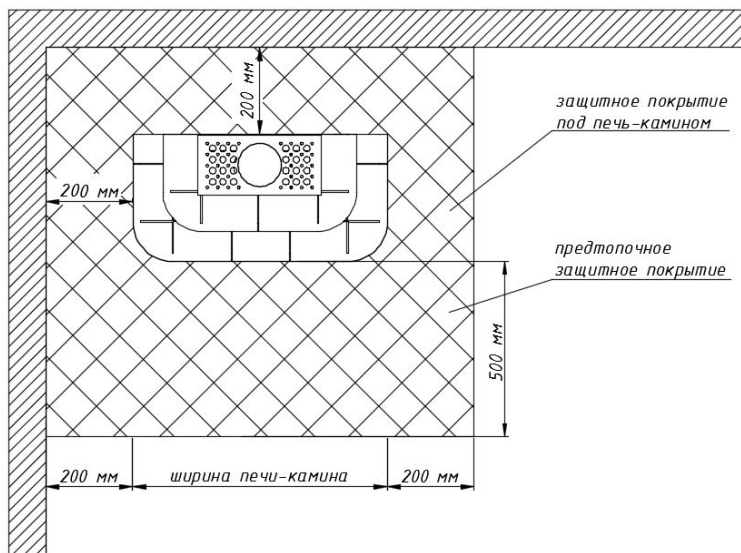 200 мм
защитное покрытие
под печь-камином
200 мм
предтопочное
защитное покрытие
500 мм
200 мм
ширина печи-камина
200 мм